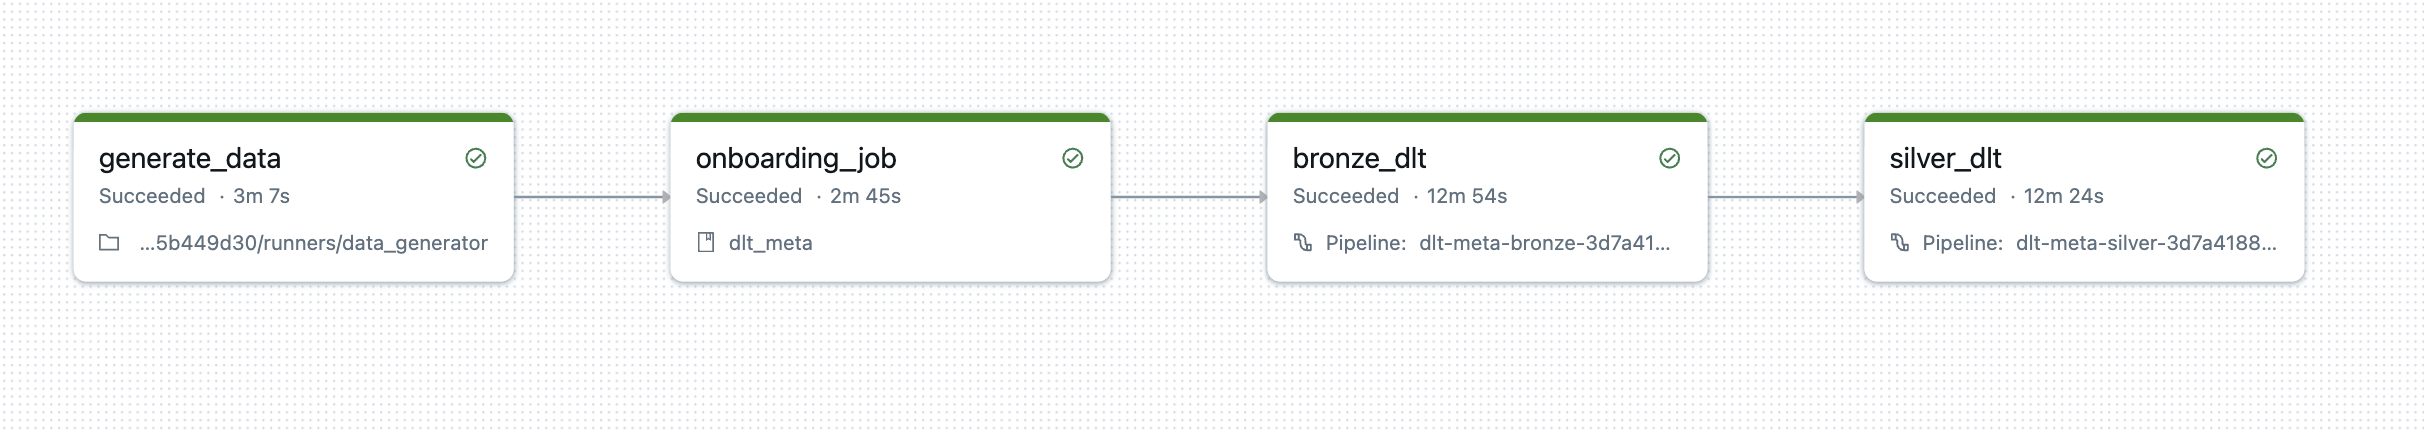 generate_data
Succeeded · 3m 7s
...5b449d30/runners/data_generator
onboarding_job
Succeeded · 2m 45s
dlt_meta
bronze_dlt
Succeeded · 12m 54s
Pipeline: dlt-meta-bronze-3d7a41...
silver_dlt
Succeeded · 12m 24s
Pipeline: dlt-meta-silver-3d7a4188...